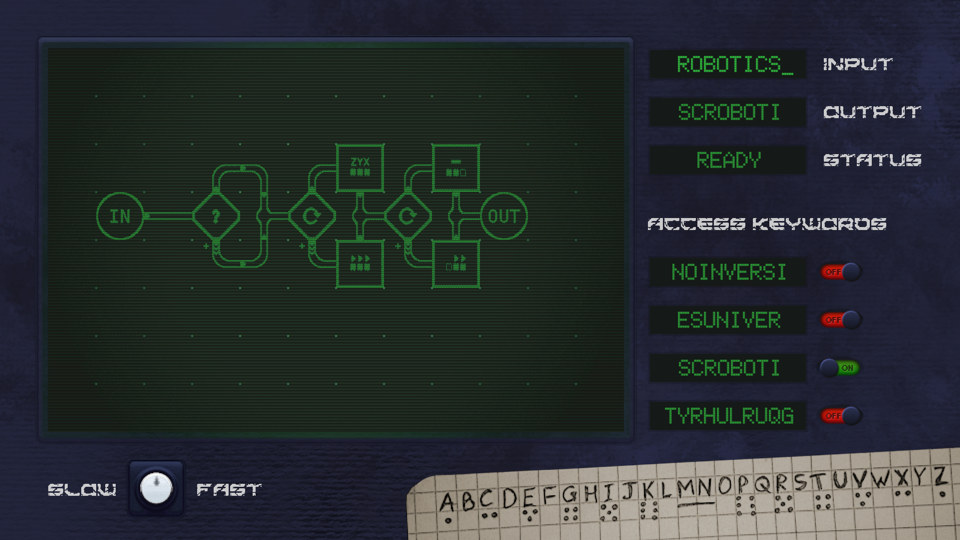 ROBOTICS_ INPUT
SCROBOTI OUTPUT
READY STATUS
ZYX
IN ? OUT
+ + +
ACCESS KEYWORDS
NOINVERSI OFF
ESUNIVER OFF
SCROBOTI ON
TYRHULRUQG OFF
SLOW FAST
ABCDEFGHIJKLMNOPQRSTUVWXYZ